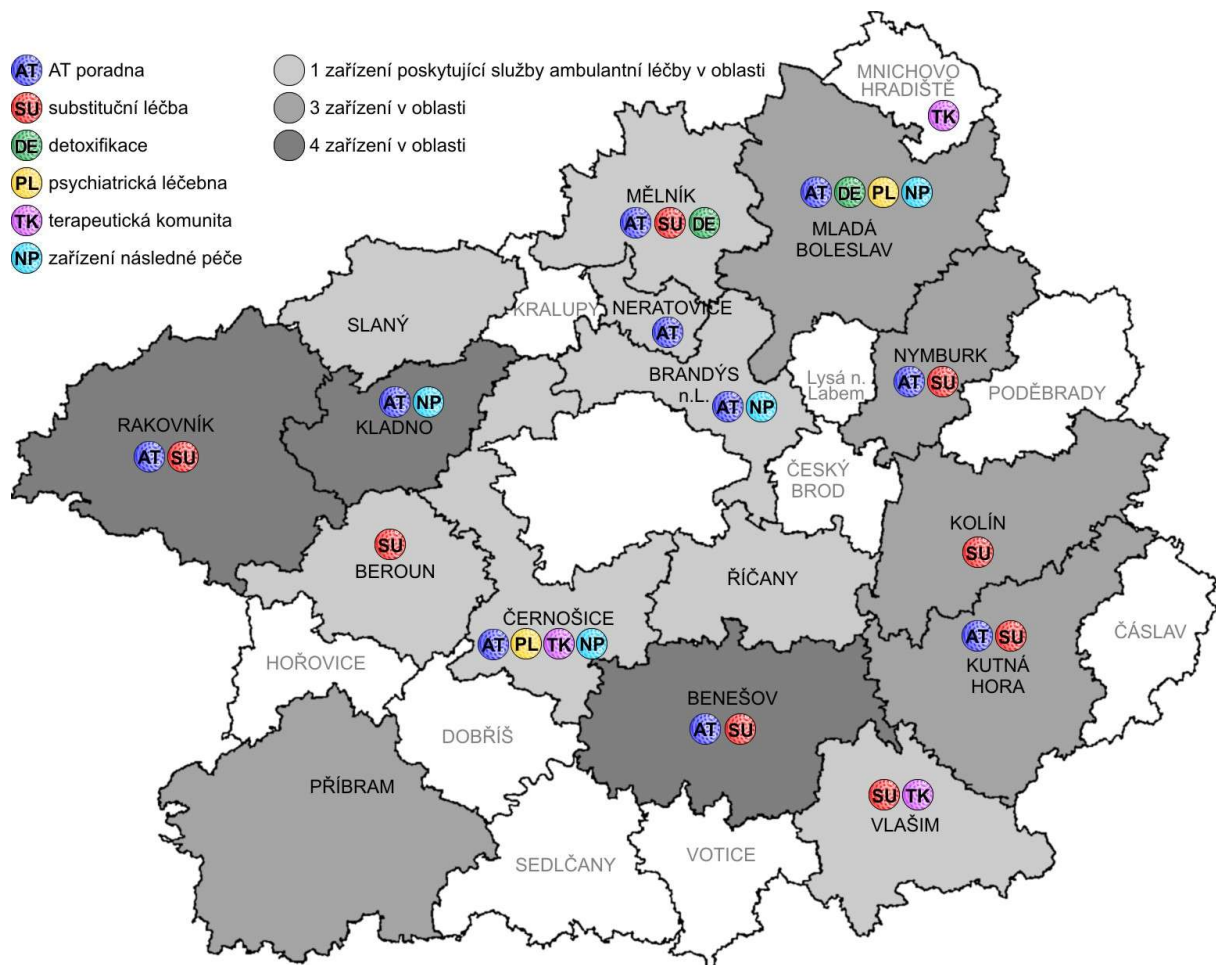 AT AT poradna
SU substituční léčba
DE detoxifikace
PL psychiatrická léčebna
TK terapeutická komunita
NP zařízení následné péče
1 zařízení poskytující služby ambulantní léčby v oblasti
3 zařízení v oblasti
4 zařízení v oblasti
MNICHOVO
HRADIŠTĚ
TK
MĚLNÍK
AT SU DE
AT DE PL NP
MLADÁ
BOLESLAV
SLANÝ
KRALUPY
NERATOVICE
AT
NYMBURK
AT SU
BRANDÝS
n.L.
AT NP
Lysá n.
Labem
PODĚBRADY
AT NP
KLADNO
RAKOVNÍK
AT SU
ČESKÝ
BROD
KOLÍN
SU
SU
BEROUN
ŘÍČANY
ČERNOŠICE
AT PL TK NP
AT SU
KUTNÁ
HORA
ČÁSLAV
HOŘOVICE
BENEŠOV
AT SU
DOBŘÍŠ
PŘÍBRAM
SU TK
VLAŠIM
SEDLČANY
VOTICE